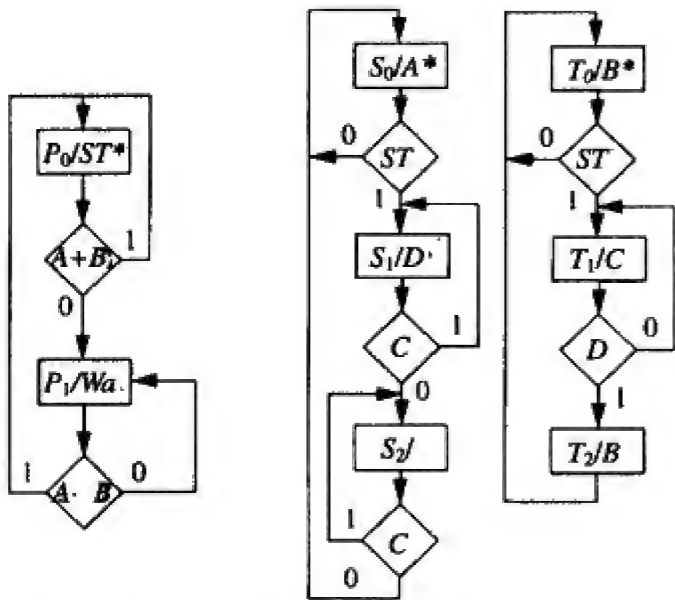 P₀/ST*
A+B
1
0
P₁/Wa
1
A · B
0
S₀/A*
0
ST
1
S₁/D
C
1
0
S₂/
1
C
0
T₀/B*
0
ST
1
T₁/C
D
0
1
T₂/B